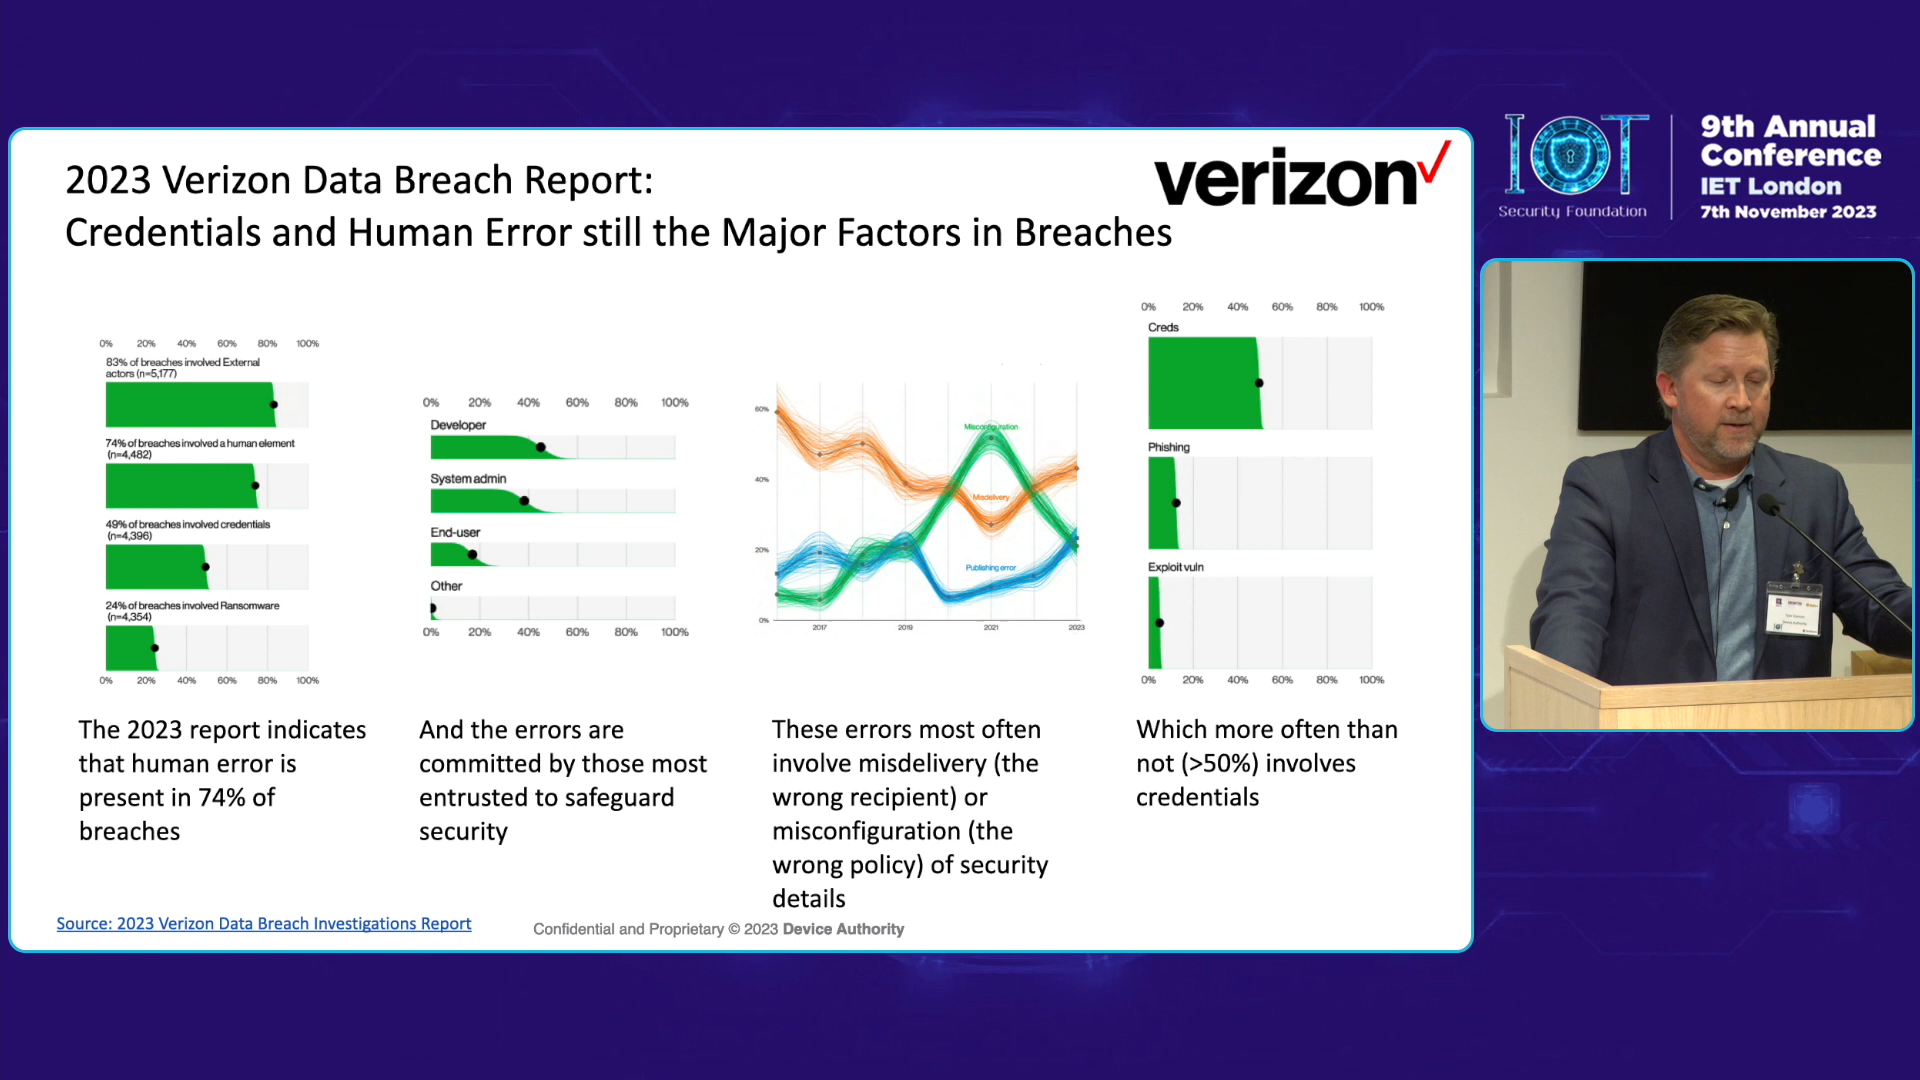 2023 Verizon Data Breach Report:
Credentials and Human Error still the Major Factors in Breaches
verizon
IOT
Security Foundation
9th Annual
Conference
IET London
7th November 2023
0% 20% 40% 60% 80% 100%
83% of breaches involved External
actors (n=5,177)
74% of breaches involved a human element
(n=4,482)
49% of breaches involved credentials
(n=4,396)
24% of breaches involved Ransomware
(n=4,354)
0% 20% 40% 60% 80% 100%
The 2023 report indicates
that human error is
present in 74% of
breaches
0% 20% 40% 60% 80% 100%
Developer
System admin
End-user
Other
0% 20% 40% 60% 80% 100%
And the errors are
committed by those most
entrusted to safeguard
security
60%
40%
20%
0%
Misconfiguration
Misdelivery
Publishing error
2017 2019 2021 2023
These errors most often
involve misdelivery (the
wrong recipient) or
misconfiguration (the
wrong policy) of security
details
0% 20% 40% 60% 80% 100%
Creds
Phishing
Exploit vuln
0% 20% 40% 60% 80% 100%
Which more often than
not (>50%) involves
credentials
Source: 2023 Verizon Data Breach Investigations Report
Confidential and Proprietary © 2023 Device Authority